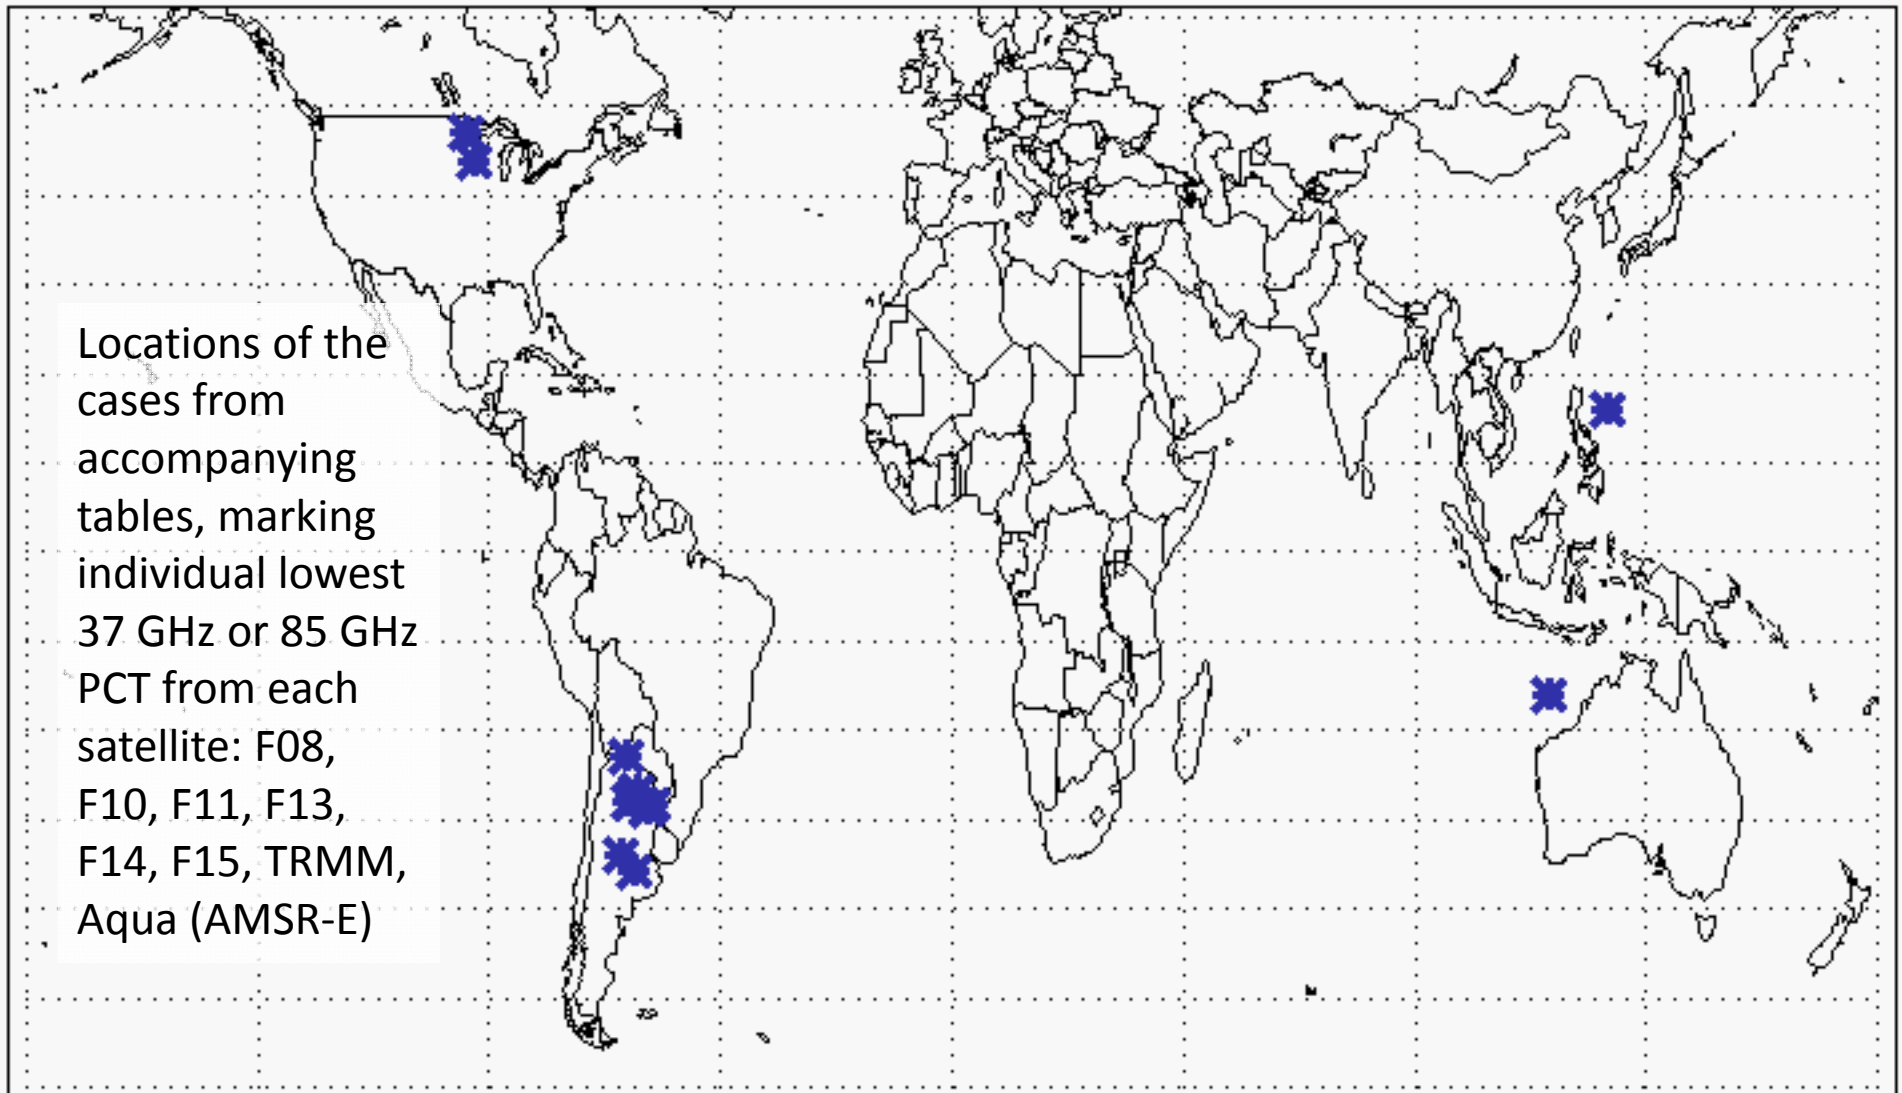 Locations of the
cases from
accompanying
tables, marking
individual lowest
37 GHz or 85 GHz
PCT from each
satellite: F08,
F10, F11, F13,
F14, F15, TRMM,
Aqua (AMSR-E)